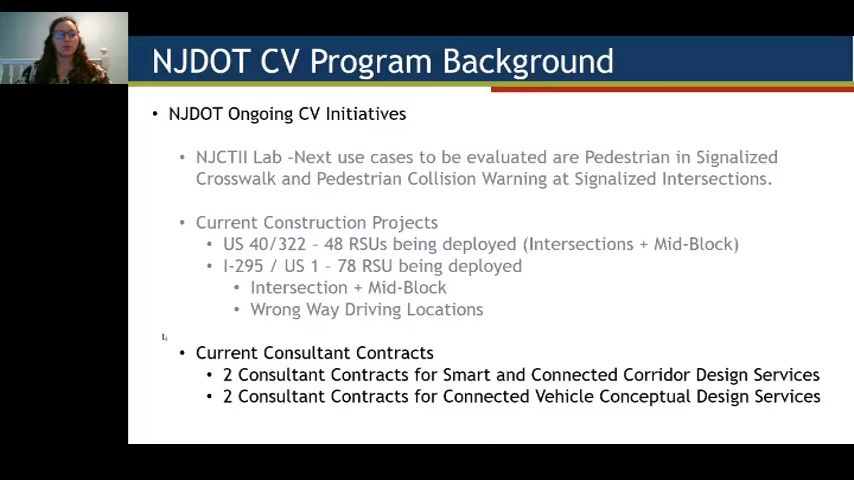 NJDOT CV Program Background
• NJDOT Ongoing CV Initiatives
• NJCTII Lab –Next use cases to be evaluated are Pedestrian in Signalized
Crosswalk and Pedestrian Collision Warning at Signalized Intersections.
• Current Construction Projects
• US 40/322 – 48 RSUs being deployed (Intersections + Mid-Block)
• I-295 / US 1 – 78 RSU being deployed
• Intersection + Mid-Block
• Wrong Way Driving Locations
• Current Consultant Contracts
• 2 Consultant Contracts for Smart and Connected Corridor Design Services
• 2 Consultant Contracts for Connected Vehicle Conceptual Design Services